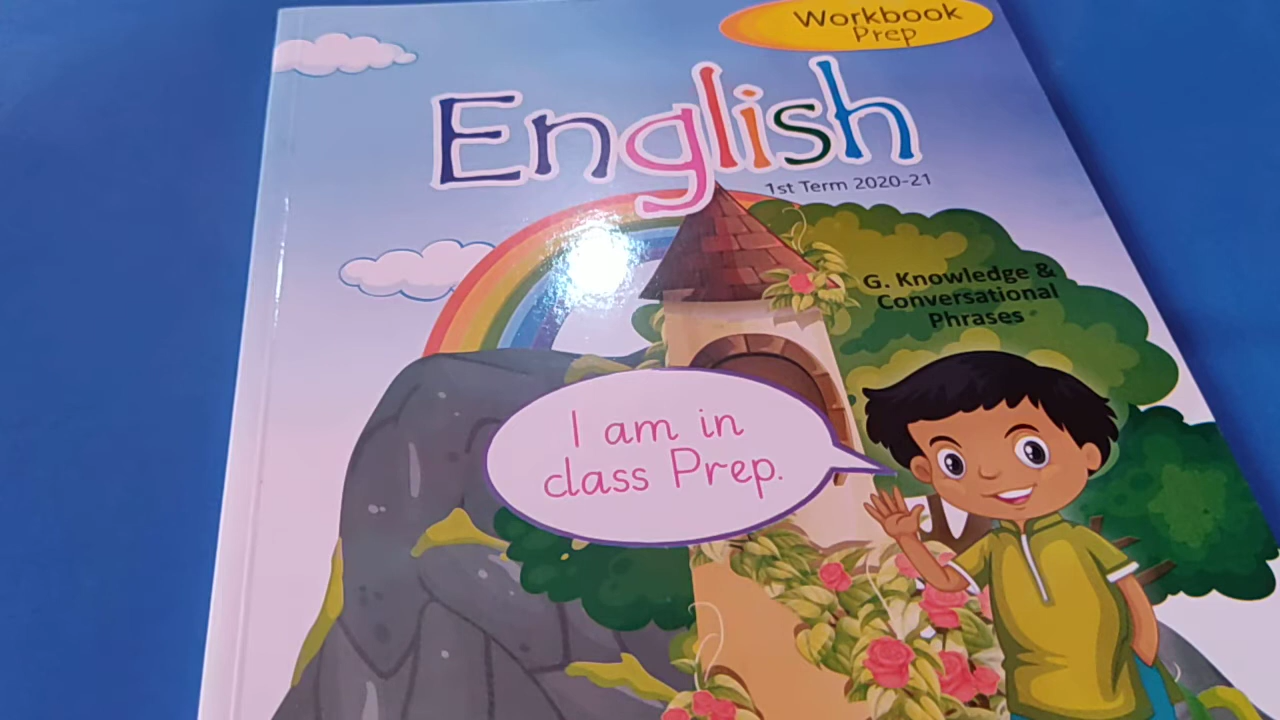 Workbook
Prep
English
1st Term 2020-21
G. Knowledge &
Conversational
Phrases
I am in
class Prep.